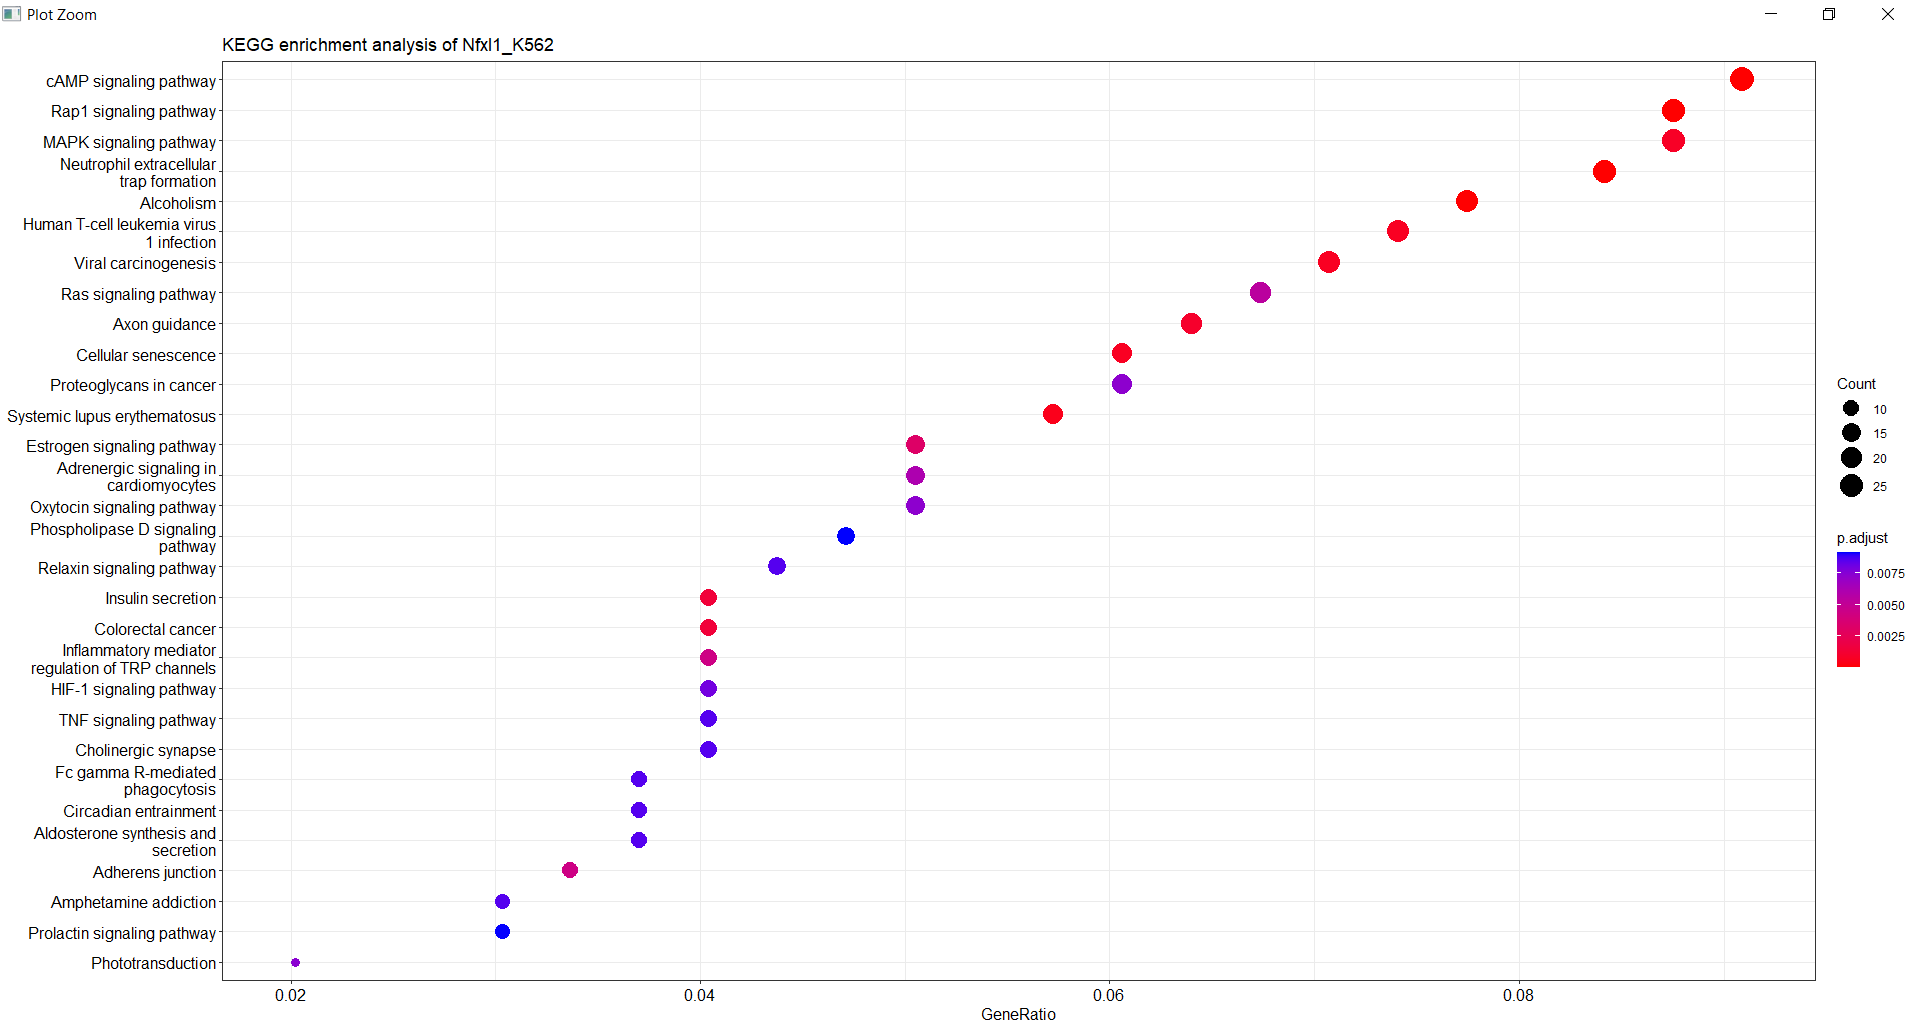 Plot Zoom
KEGG enrichment analysis of Nfxl1_K562
cAMP signaling pathway
Rap1 signaling pathway
MAPK signaling pathway
Neutrophil extracellular
trap formation
Alcoholism
Human T-cell leukemia virus
1 infection
Viral carcinogenesis
Ras signaling pathway
Axon guidance
Cellular senescence
Proteoglycans in cancer
Systemic lupus erythematosus
Estrogen signaling pathway
Adrenergic signaling in
cardiomyocytes
Oxytocin signaling pathway
Phospholipase D signaling
pathway
Relaxin signaling pathway
Insulin secretion
Colorectal cancer
Inflammatory mediator
regulation of TRP channels
HIF-1 signaling pathway
TNF signaling pathway
Cholinergic synapse
Fc gamma R-mediated
phagocytosis
Circadian entrainment
Aldosterone synthesis and
secretion
Adherens junction
Amphetamine addiction
Prolactin signaling pathway
Phototransduction
0.02
0.04
0.06
0.08
GeneRatio
Count
10
15
20
25
p.adjust
0.0075
0.0050
0.0025